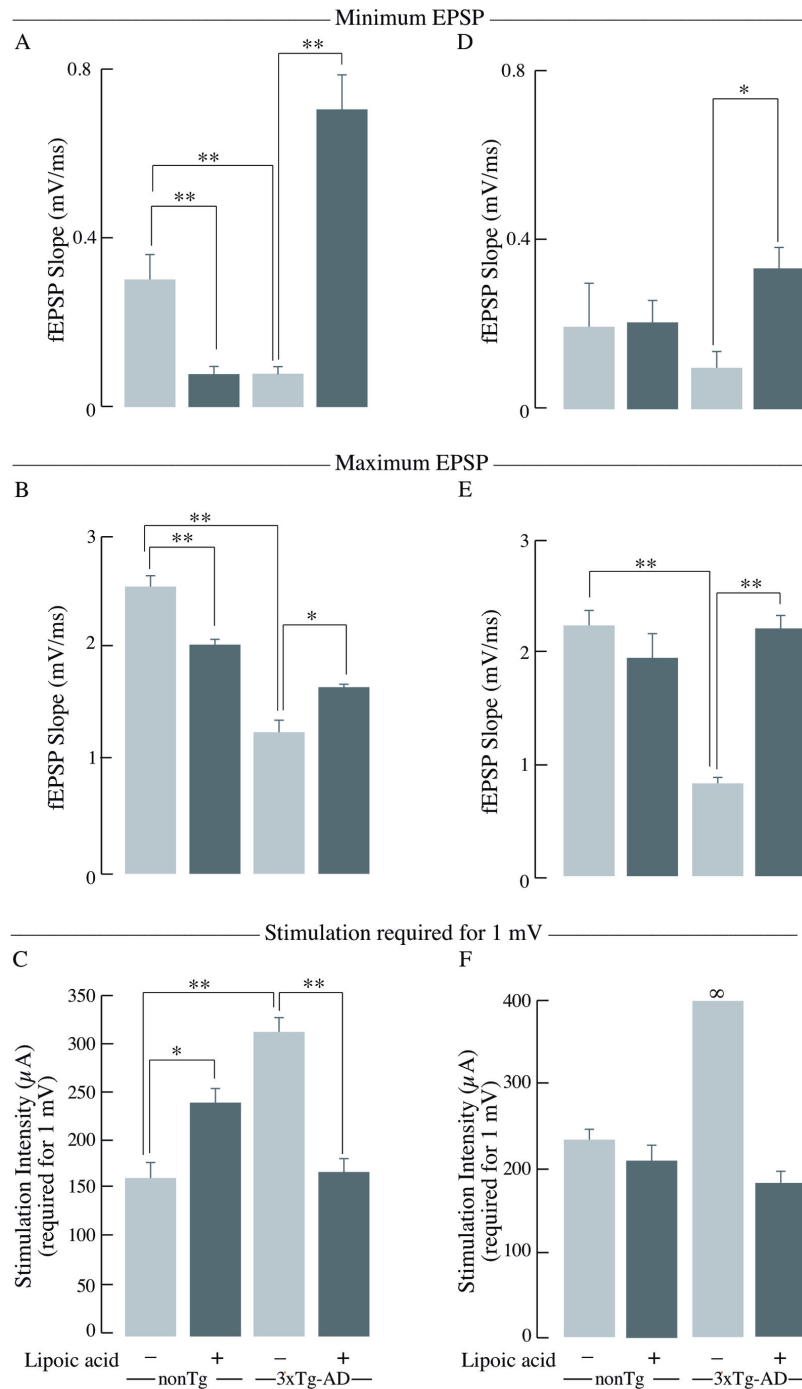 Minimum EPSP
A
D
0.8
0.4
0
fEPSP Slope (mV/ms)
**
**
**
0.8
0.4
0
fEPSP Slope (mV/ms)
*
Maximum EPSP
B
E
3
2
1
0
fEPSP Slope (mV/ms)
**
**
*
3
2
1
0
fEPSP Slope (mV/ms)
**
**
Stimulation required for 1 mV
C
F
350
300
250
200
150
100
50
0
Stimulation Intensity (μA)
(required for 1 mV)
**
**
*
400
400
200
100
0
Stimulation Intensity (μA)
(required for 1 mV)
∞
Lipoic acid − + − +
nonTg 3xTg-AD
− + − +
nonTg 3xTg-AD